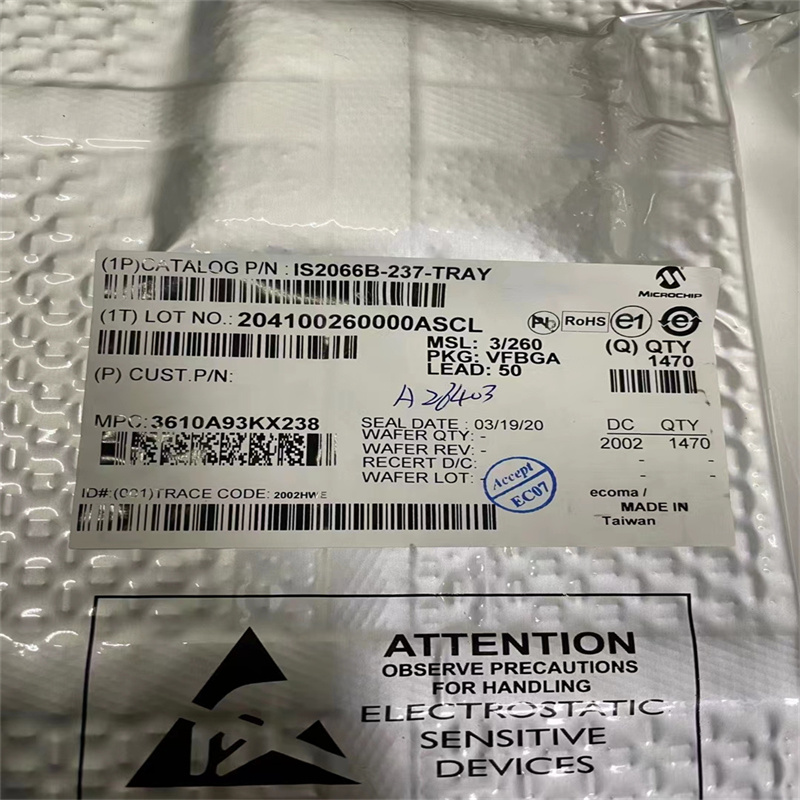 (1P)CATALOG P/N : IS2066B-237-TRAY
MICROCHIP
(1T) LOT NO.: 204100260000ASCL
Pb RoHS e1 e
MSL: 3/260
PKG: VFBGA
LEAD: 50
(Q) QTY
1470
(P) CUST.P/N:
MPC:3610A93KX238
SEAL DATE : 03/19/20
WAFER QTY: -
WAFER REV: -
RECERT D/C:
WAFER LOT: -
DC QTY
2002 1470
- -
- -
Accept
EC07
ID#:(021)TRACE CODE: 2002HWE
ecoma /
MADE IN
Taiwan
ATTENTION
OBSERVE PRECAUTIONS
FOR HANDLING
ELECTROSTATIC
SENSITIVE
DEVICES